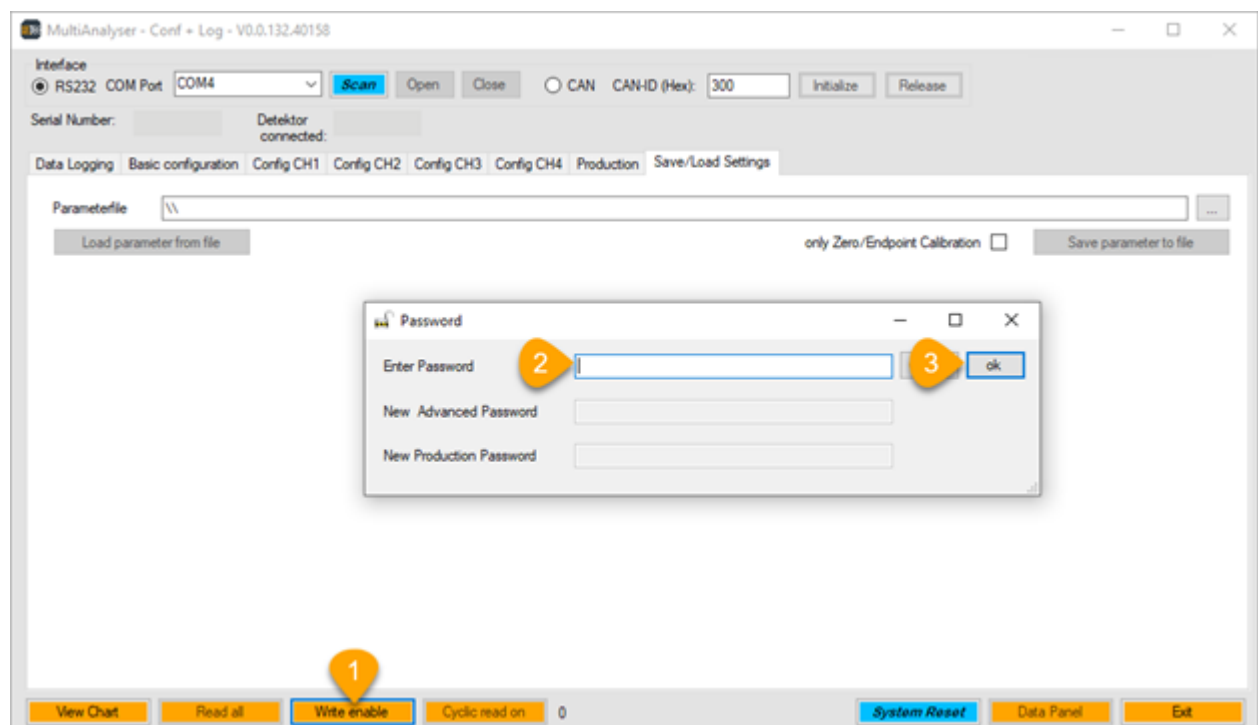 MultiAnalyser - Conf + Log - V0.0.132.40158
Interface
RS232 COM Port COM4 Scan Open Close CAN CAN-ID (Hex): 300 Initialize Release
Serial Number: Detektor connected:
Data Logging Basic configuration Config CH1 Config CH2 Config CH3 Config CH4 Production Save/Load Settings
Parameterfile \\ ...
Load parameter from file only Zero/Endpoint Calibration Save parameter to file
Password
Enter Password 2 3 ok
New Advanced Password
New Production Password
1
View Chart Read all Write enable Cyclic read on 0 System Reset Data Panel Exit